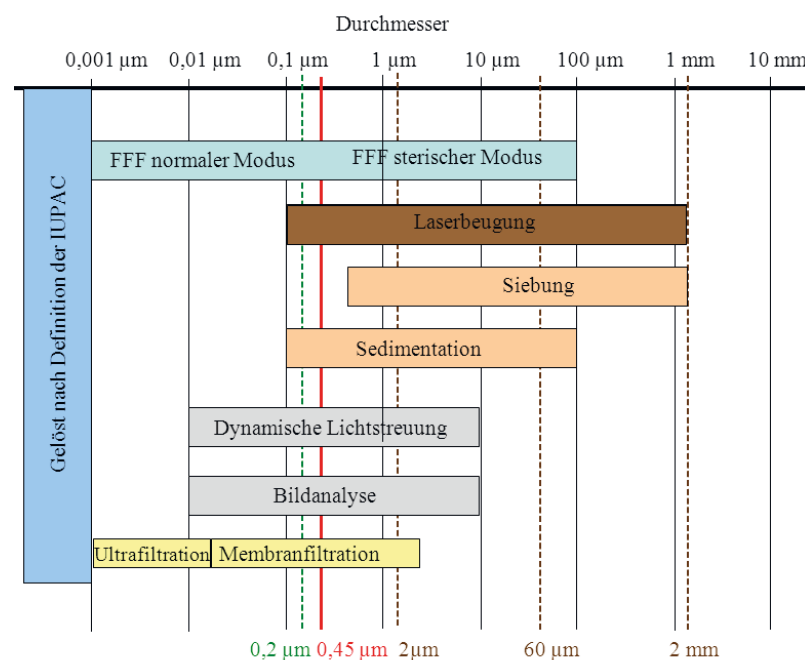 Durchmesser
0,001 µm 0,01 µm 0,1 µm 1 µm 10 µm 100 µm 1 mm 10 mm
Gelöst nach Definition der IUPAC
FFF normaler Modus FFF sterischer Modus
Laserbeugung
Siebung
Sedimentation
Dynamische Lichtstreuung
Bildanalyse
Ultrafiltration Membranfiltration
0,2 µm 0,45 µm 2µm 60 µm 2 mm